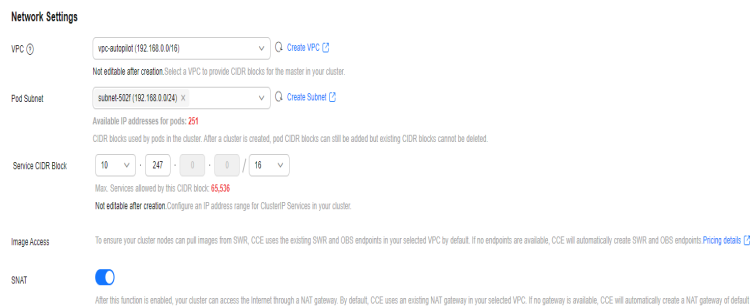 Network Settings
VPC ?
vpc-autopilot (192.168.0.0/16)
Create VPC
Not editable after creation.Select a VPC to provide CIDR blocks for the master in your cluster.
Pod Subnet
subnet-502f (192.168.0.0/24) ×
Create Subnet
Available IP addresses for pods: 251
CIDR blocks used by pods in the cluster. After a cluster is created, pod CIDR blocks can still be added but existing CIDR blocks cannot be deleted.
Service CIDR Block
10 · 247 · 0 · 0 / 16
Max. Services allowed by this CIDR block: 65,536
Not editable after creation.Configure an IP address range for ClusterIP Services in your cluster.
Image Access
To ensure your cluster nodes can pull images from SWR, CCE uses the existing SWR and OBS endpoints in your selected VPC by default. If no endpoints are available, CCE will automatically create SWR and OBS endpoints.Pricing details
SNAT
After this function is enabled, your cluster can access the Internet through a NAT gateway. By default, CCE uses an existing NAT gateway in your selected VPC. If no gateway is available, CCE will automatically create a NAT gateway of default